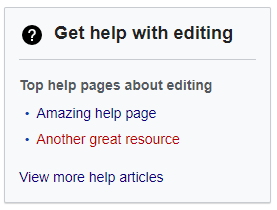 Get help with editing
Top help pages about editing
• Amazing help page
• Another great resource
View more help articles